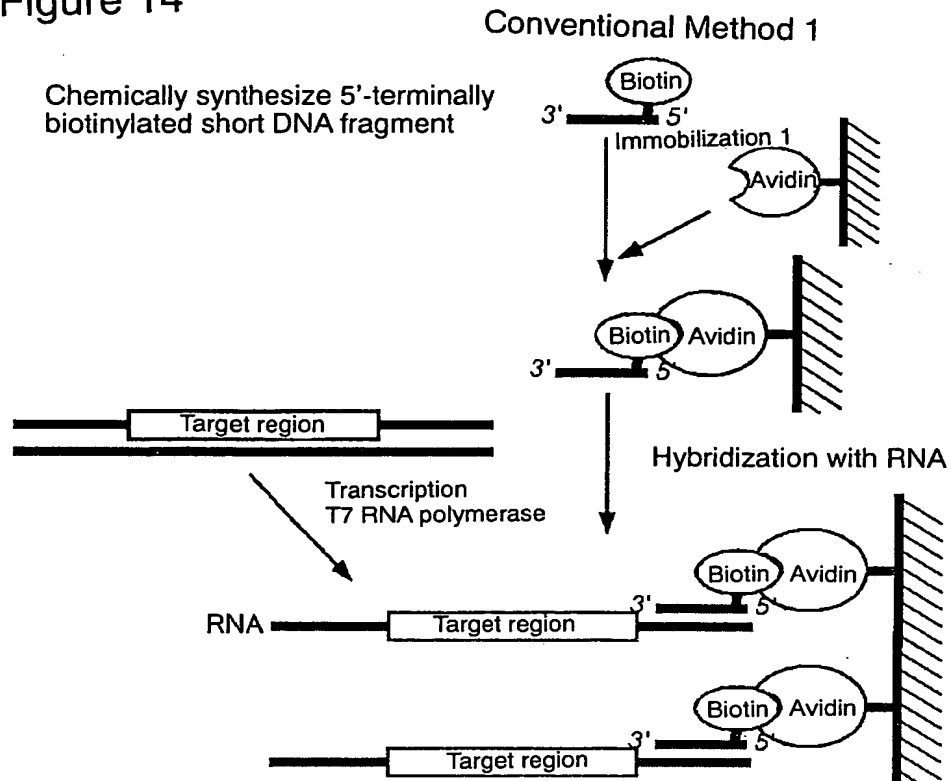 Figure 14
Conventional Method 1
Biotin
Chemically synthesize 5'-terminally
biotinylated short DNA fragment
3'
5'
Immobilization 1
Avidin
Biotin
Avidin
3'
5'
Target region
Hybridization with RNA
Transcription
T7 RNA polymerase
Biotin
Avidin
3'
5'
RNA
Target region
Biotin
Avidin
3'
5'
Target region